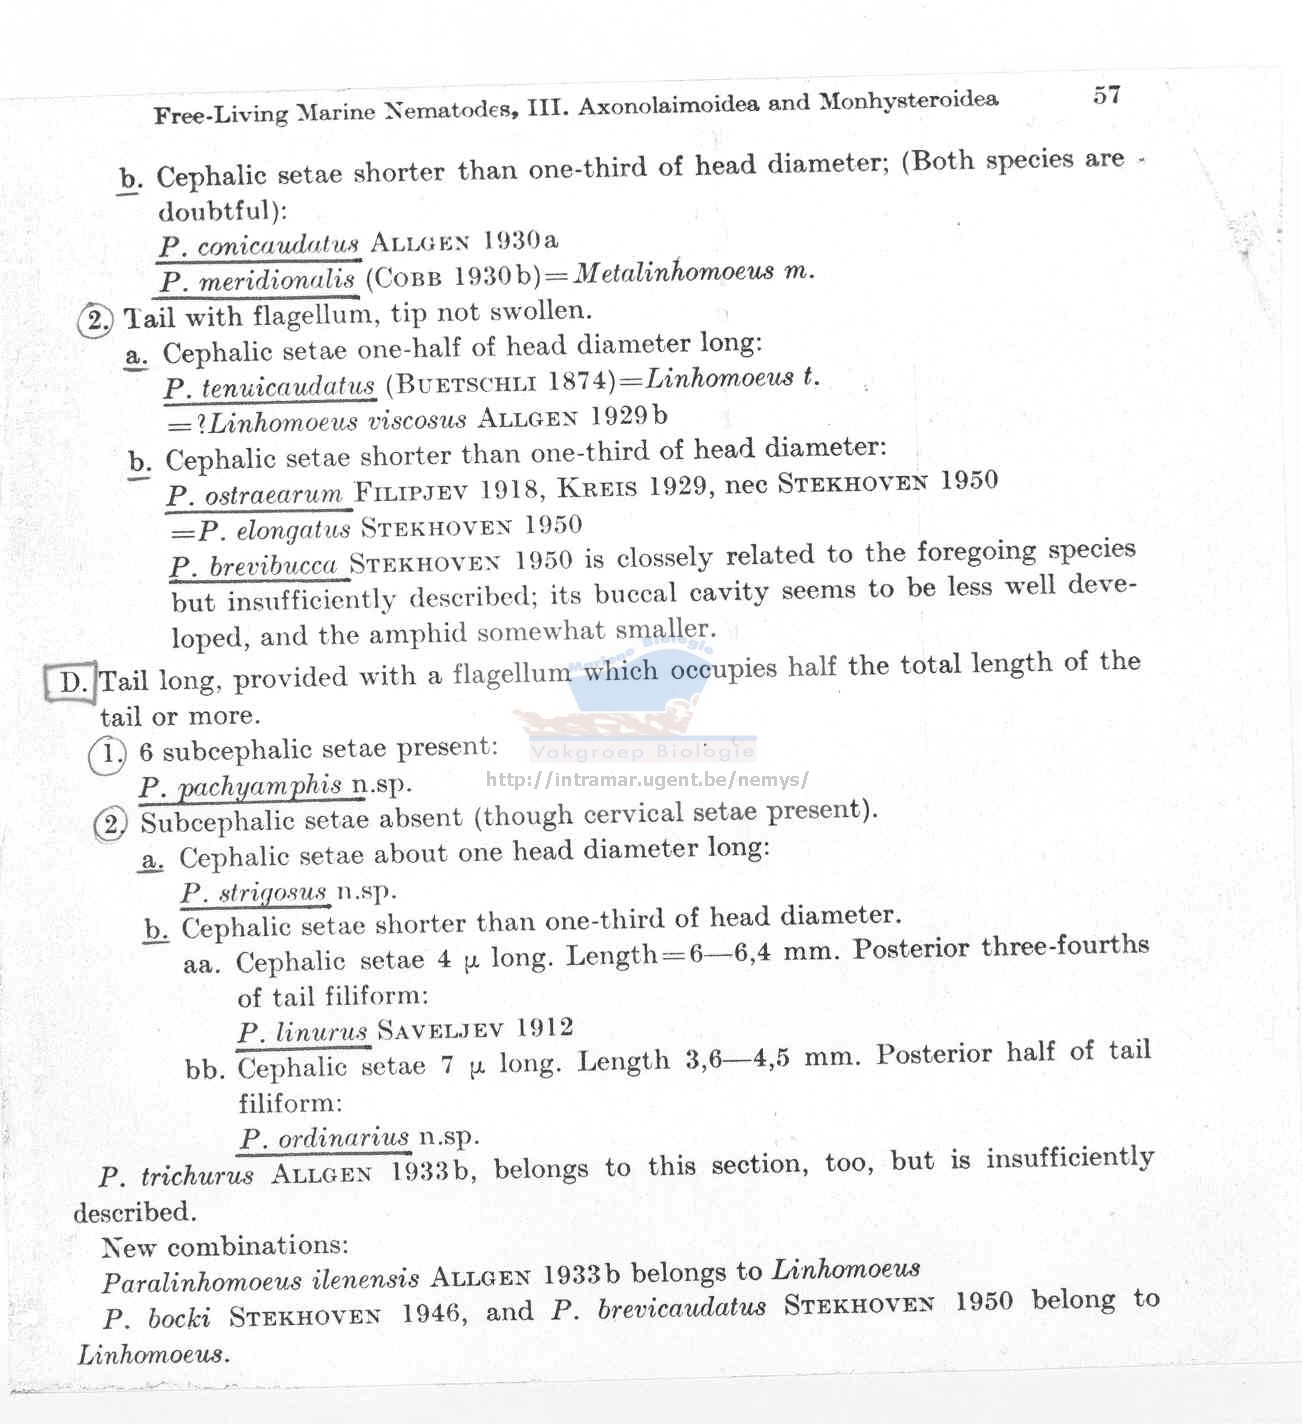 Free-Living Marine Nematodes, III. Axonolaimoidea and Monhysteroidea 57
b. Cephalic setae shorter than one-third of head diameter; (Both species are
doubtful):
P. conicaudatus ALLGEN 1930a
P. meridionalis (COBB 1930b)=Metalinhomoeus m.
2. Tail with flagellum, tip not swollen.
a. Cephalic setae one-half of head diameter long:
P. tenuicaudatus (BUETSCHLI 1874)=Linhomoeus t.
=?Linhomoeus viscosus ALLGEN 1929b
b. Cephalic setae shorter than one-third of head diameter:
P. ostraearum FILIPJEV 1918, KREIS 1929, nec STEKHOVEN 1950
=P. elongatus STEKHOVEN 1950
P. brevibucca STEKHOVEN 1950 is clossely related to the foregoing species
but insufficiently described; its buccal cavity seems to be less well deve-
loped, and the amphid somewhat smaller.
Mariene Biologie
D. Tail long, provided with a flagellum which occupies half the total length of the
tail or more.
1. 6 subcephalic setae present:
Vakgroep Biologie
P. pachyamphis n.sp.
http://intramar.ugent.be/nemys/
2. Subcephalic setae absent (though cervical setae present).
a. Cephalic setae about one head diameter long:
P. strigosus n.sp.
b. Cephalic setae shorter than one-third of head diameter.
aa. Cephalic setae 4 μ long. Length=6—6,4 mm. Posterior three-fourths
of tail filiform:
P. linurus SAVELJEV 1912
bb. Cephalic setae 7 μ long. Length 3,6—4,5 mm. Posterior half of tail
filiform:
P. ordinarius n.sp.
P. trichurus ALLGEN 1933b, belongs to this section, too, but is insufficiently
described.
New combinations:
Paralinhomoeus ilenensis ALLGEN 1933b belongs to Linhomoeus
P. bocki STEKHOVEN 1946, and P. brevicaudatus STEKHOVEN 1950 belong to
Linhomoeus.